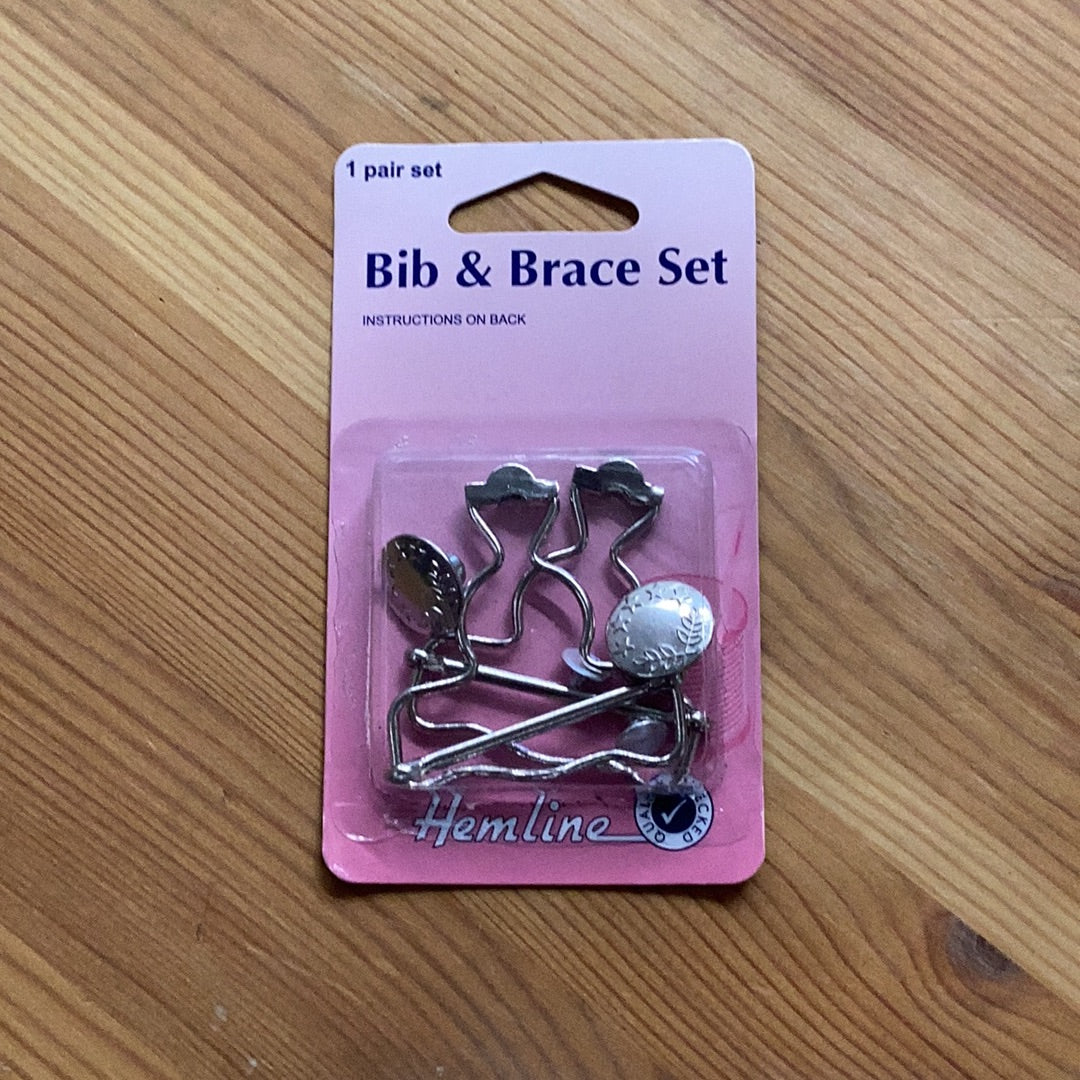 1 pair set
Bib & Brace Set
INSTRUCTIONS ON BACK
Hemline